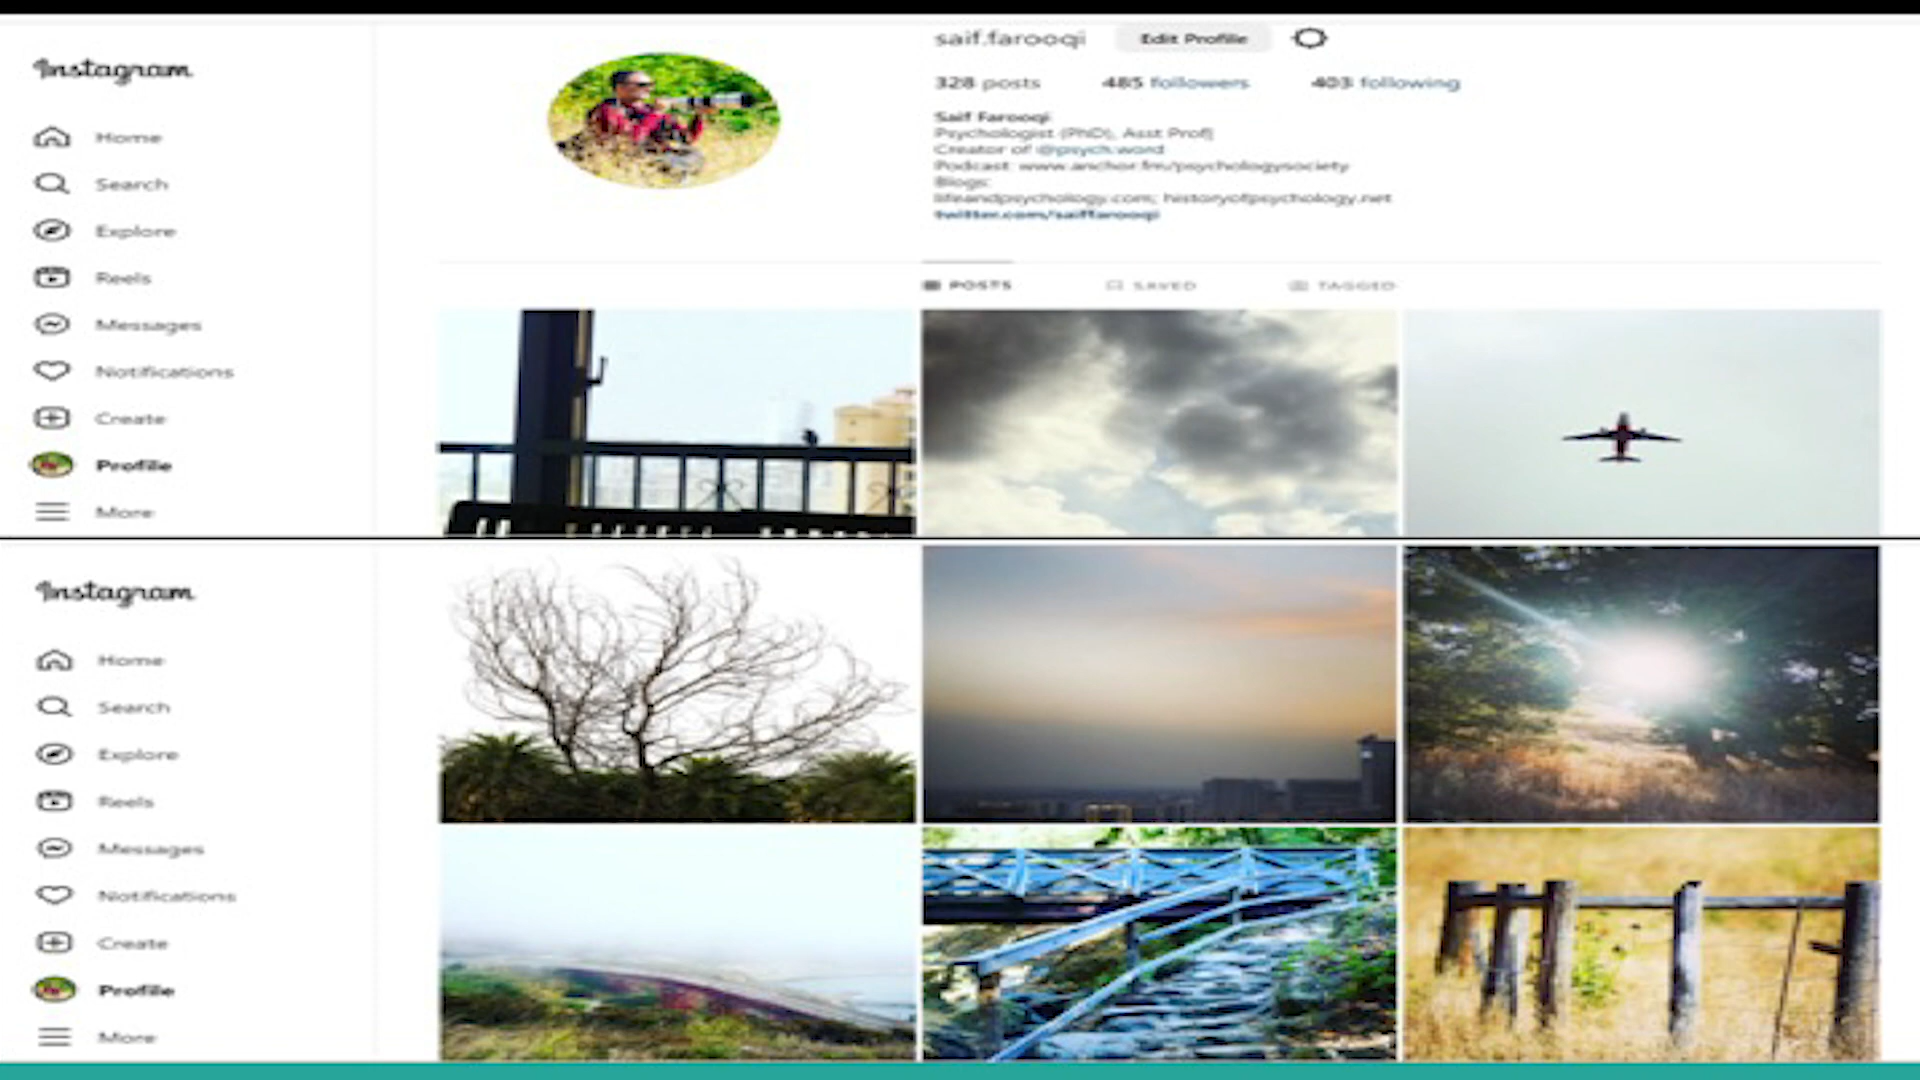 Instagram
Home
Search
Explore
Reels
Messages
Notifications
Create
Profile
More
saif.farooqi Edit Profile
328 posts 485 followers 403 following
Saif Farooqi
Psychologist (PhD), Asst Prof|
Creator of @psych.word
Podcast: www.anchor.fm/psychologysociety
Blogs:
lifeandpsychology.com; historyofpsychology.net
twitter.com/saiffarooqi
POSTS SAVED TAGGED
Instagram
Home
Search
Explore
Reels
Messages
Notifications
Create
Profile
More